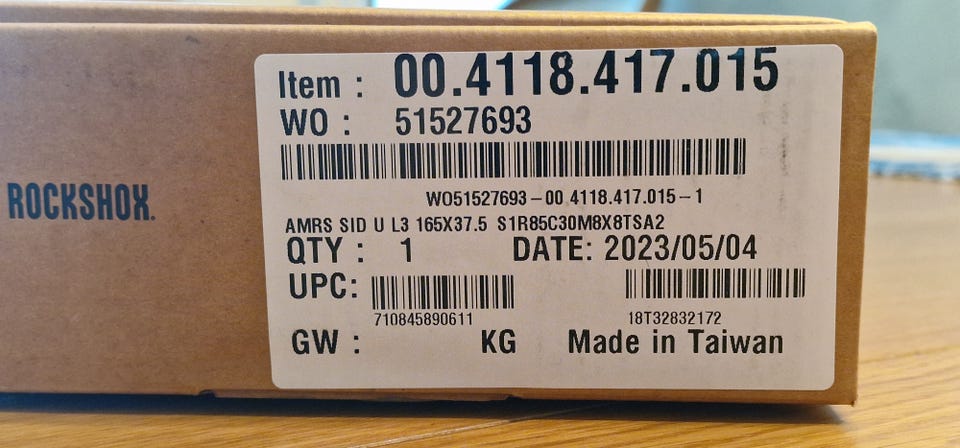 ROCKSHOX.
Item : 00.4118.417.015
WO : 51527693
WO51527693-00 4118.417.015-1
AMRS SID U L3 165X37.5 S1R85C30M8X8TSA2
QTY : 1 DATE: 2023/05/04
UPC:
710845890611 18T32832172
GW : KG Made in Taiwan